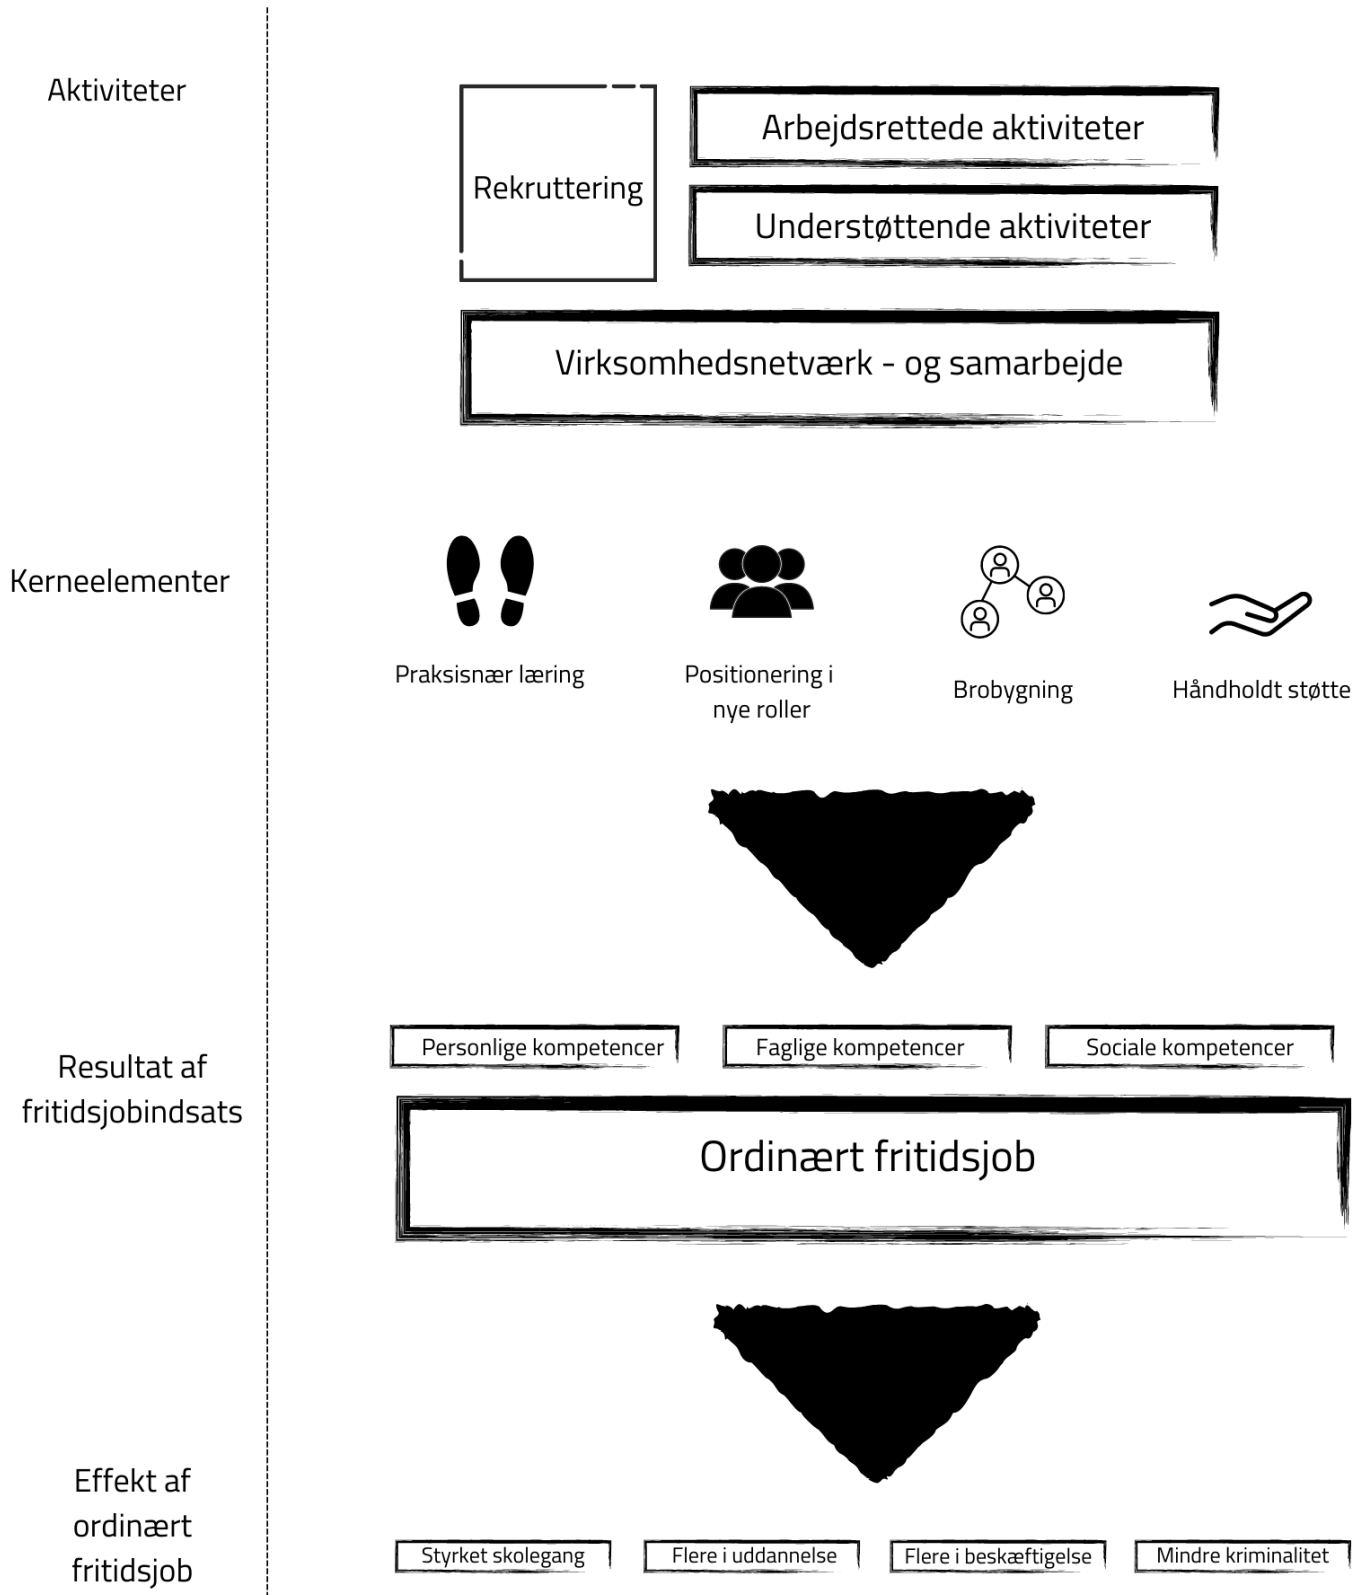 Aktiviteter
Rekruttering
Arbejdsrettede aktiviteter
Understøttende aktiviteter
Virksomhedsnetværk - og samarbejde
Kerneelementer
Praksisnær læring
Positionering i
nye roller
Brobygning
Håndholdt støtte
Resultat af
fritidsjobindsats
Personlige kompetencer
Faglige kompetencer
Sociale kompetencer
Ordinært fritidsjob
Effekt af
ordinært
fritidsjob
Styrket skolegang
Flere i uddannelse
Flere i beskæftigelse
Mindre kriminalitet